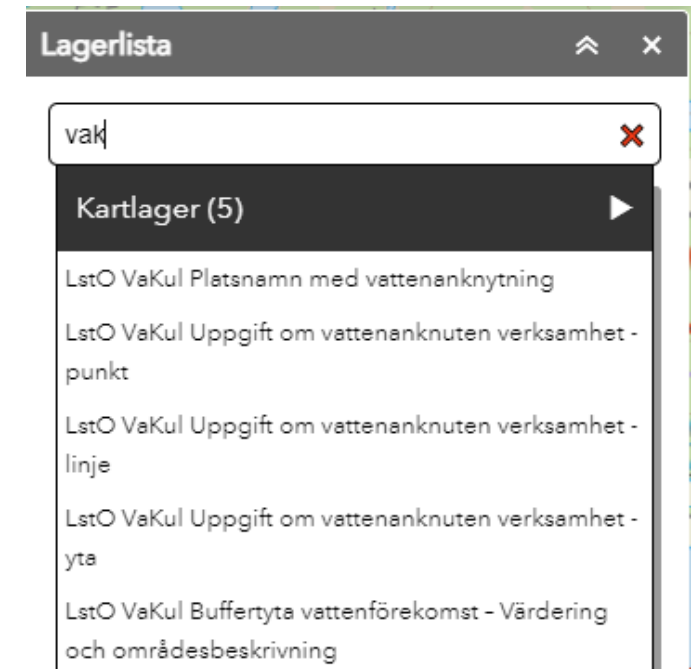 Lagerlista
vak
Kartlager (5)
LstO VaKul Platsnamn med vattenanknytning
LstO VaKul Uppgift om vattenanknuten verksamhet -
punkt
LstO VaKul Uppgift om vattenanknuten verksamhet -
linje
LstO VaKul Uppgift om vattenanknuten verksamhet -
yta
LstO VaKul Buffertyta vattenförekomst - Värdering
och områdesbeskrivning